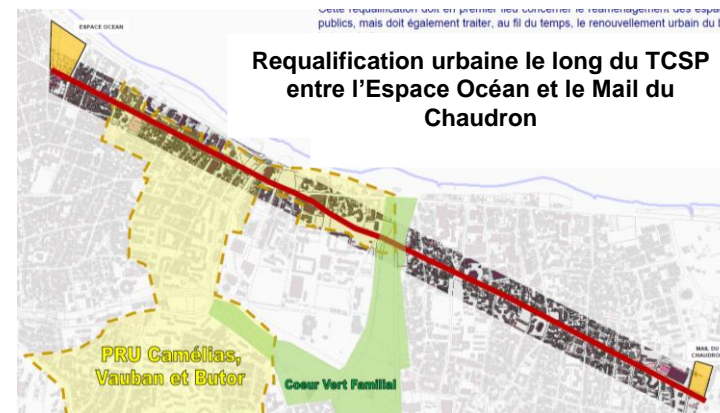 Cette requalification doit en premier lieu concerner le réaménagement des espa
publics, mais doit également traiter, au fil du temps, le renouvellement urbain du b
ESPACE OCEAN
Requalification urbaine le long du TCSP
entre l'Espace Océan et le Mail du
Chaudron
MAIL DU
CHAUDRON
PRU Camélias,
Vauban et Butor
Coeur Vert Familial